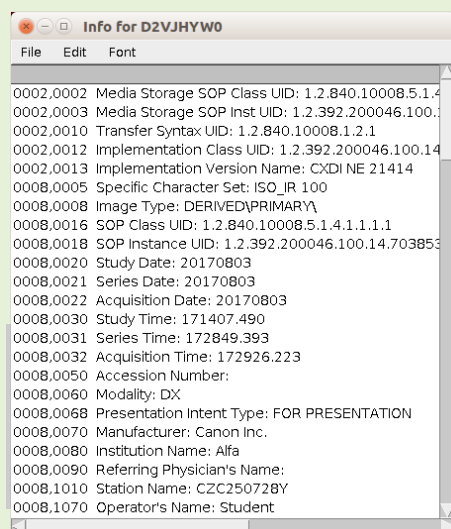 Info for D2VJHYW0
File Edit Font
0002,0002 Media Storage SOP Class UID: 1.2.840.10008.5.1.4
0002,0003 Media Storage SOP Inst UID: 1.2.392.200046.100.1
0002,0010 Transfer Syntax UID: 1.2.840.10008.1.2.1
0002,0012 Implementation Class UID: 1.2.392.200046.100.14
0002,0013 Implementation Version Name: CXDI NE 21414
0008,0005 Specific Character Set: ISO_IR 100
0008,0008 Image Type: DERIVED\PRIMARY\
0008,0016 SOP Class UID: 1.2.840.10008.5.1.4.1.1.1.1
0008,0018 SOP Instance UID: 1.2.392.200046.100.14.703853
0008,0020 Study Date: 20170803
0008,0021 Series Date: 20170803
0008,0022 Acquisition Date: 20170803
0008,0030 Study Time: 171407.490
0008,0031 Series Time: 172849.393
0008,0032 Acquisition Time: 172926.223
0008,0050 Accession Number:
0008,0060 Modality: DX
0008,0068 Presentation Intent Type: FOR PRESENTATION
0008,0070 Manufacturer: Canon Inc.
0008,0080 Institution Name: Alfa
0008,0090 Referring Physician's Name:
0008,1010 Station Name: CZC250728Y
0008,1070 Operator's Name: Student